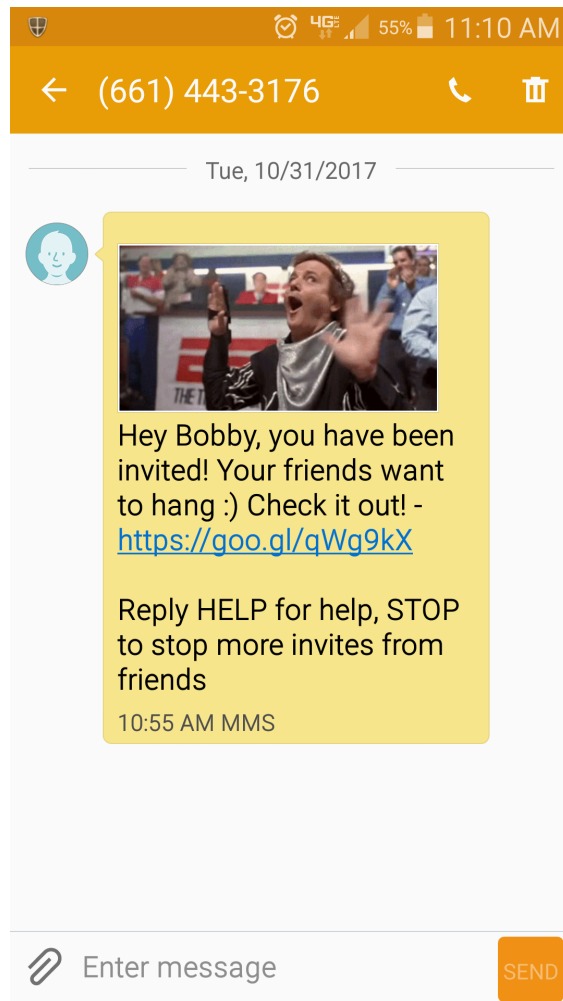 4G LTE 55% 11:10 AM
(661) 443-3176
Tue, 10/31/2017
THE
Hey Bobby, you have been
invited! Your friends want
to hang :) Check it out! -
https://goo.gl/qWg9kX
Reply HELP for help, STOP
to stop more invites from
friends
10:55 AM MMS
Enter message
SEND